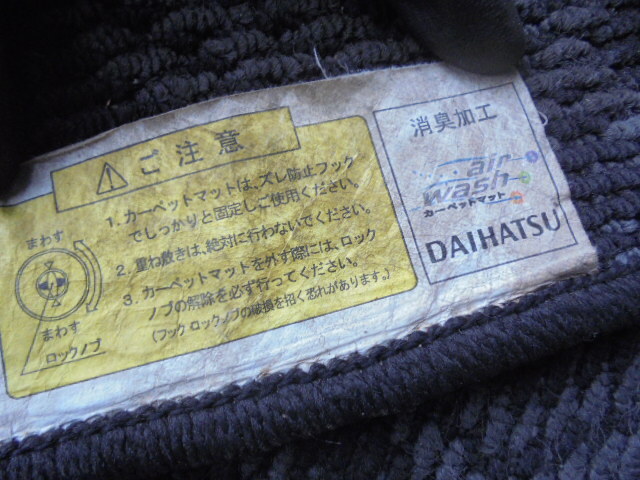 ご注意
1. カーペットマットは、ズレ防止フック
でしっかりと固定しご使用ください。
2. 重ね敷きは、絶対に行わないでください。
3. カーペットマットを外す際には、ロック
ノブの解除を必ず行ってください。
(フック ロックノブの破損を招く恐れがあります。)
まわす
まわす
ロックノブ
消臭加工
air
wash
カーペットマット
DAIHATSU